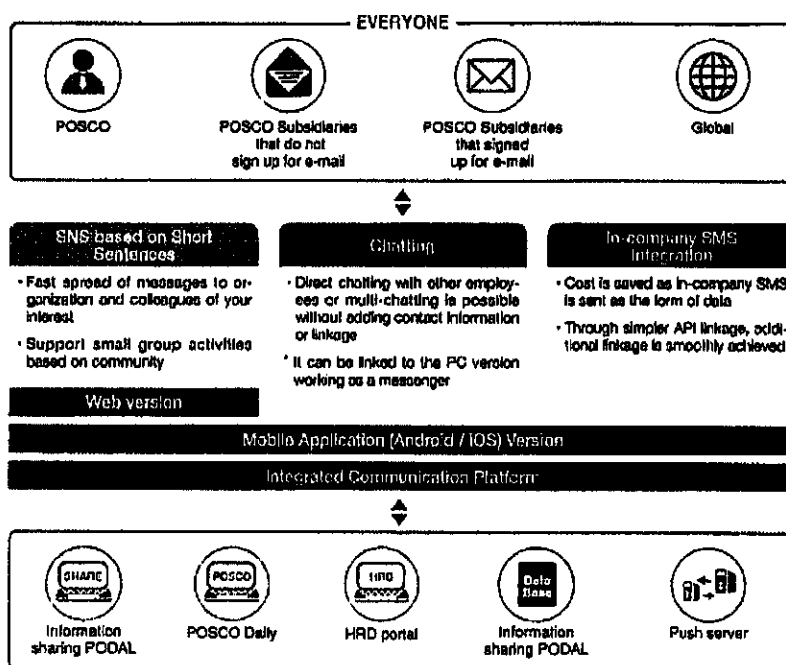 EVERYONE
POSCO
POSCO Subsidiaries
that do not
sign up for e-mail
POSCO Subsidiaries
that signed
up for e-mail
Global
SNS based on Short
Sentences
• Fast spread of messages to or-
ganization and colleagues of your
interest
• Support small group activities
based on community
Web version
Chatting
• Direct chatting with other employ-
ees or multi-chatting is possible
without adding contact information
or linkage
* It can be linked to the PC version
working as a messenger
In-company SMS
Integration
• Cost is saved as in-company SMS
is sent as the form of data
• Through simpler API linkage, addi-
tional linkage is smoothly achieved
Mobile Application (Android / iOS) Version
Integrated Communication Platform
SHARE
Information
sharing PODAL
POSCO
POSCO Daily
HRD
HRD portal
Data
Base
Information
sharing PODAL
Push server